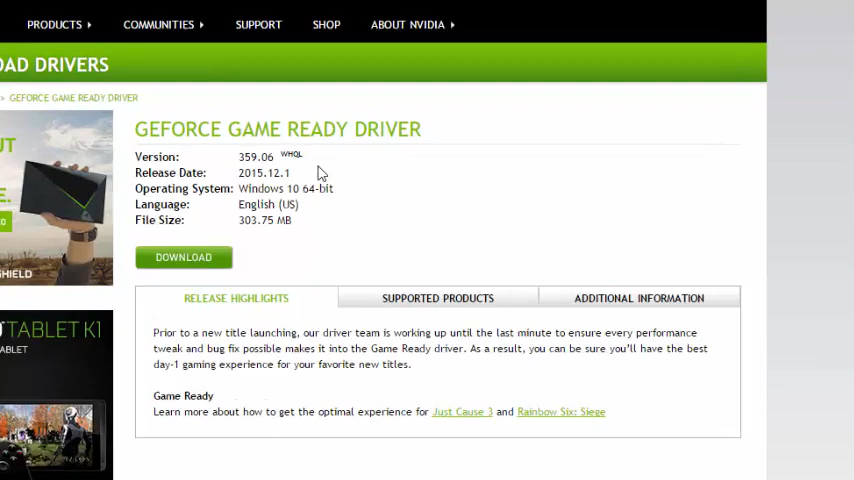 PRODUCTS COMMUNITIES SUPPORT SHOP ABOUT NVIDIA
AD DRIVERS
> GEFORCE GAME READY DRIVER
GEFORCE GAME READY DRIVER
Version: 359.06 WHQL
Release Date: 2015.12.1
Operating System: Windows 10 64-bit
Language: English (US)
File Size: 303.75 MB
DOWNLOAD
SHIELD
RELEASE HIGHLIGHTS SUPPORTED PRODUCTS ADDITIONAL INFORMATION
TABLET K1
ABLET
Prior to a new title launching, our driver team is working up until the last minute to ensure every performance
tweak and bug fix possible makes it into the Game Ready driver. As a result, you can be sure you'll have the best
day-1 gaming experience for your favorite new titles.
Game Ready
Learn more about how to get the optimal experience for Just Cause 3 and Rainbow Six: Siege